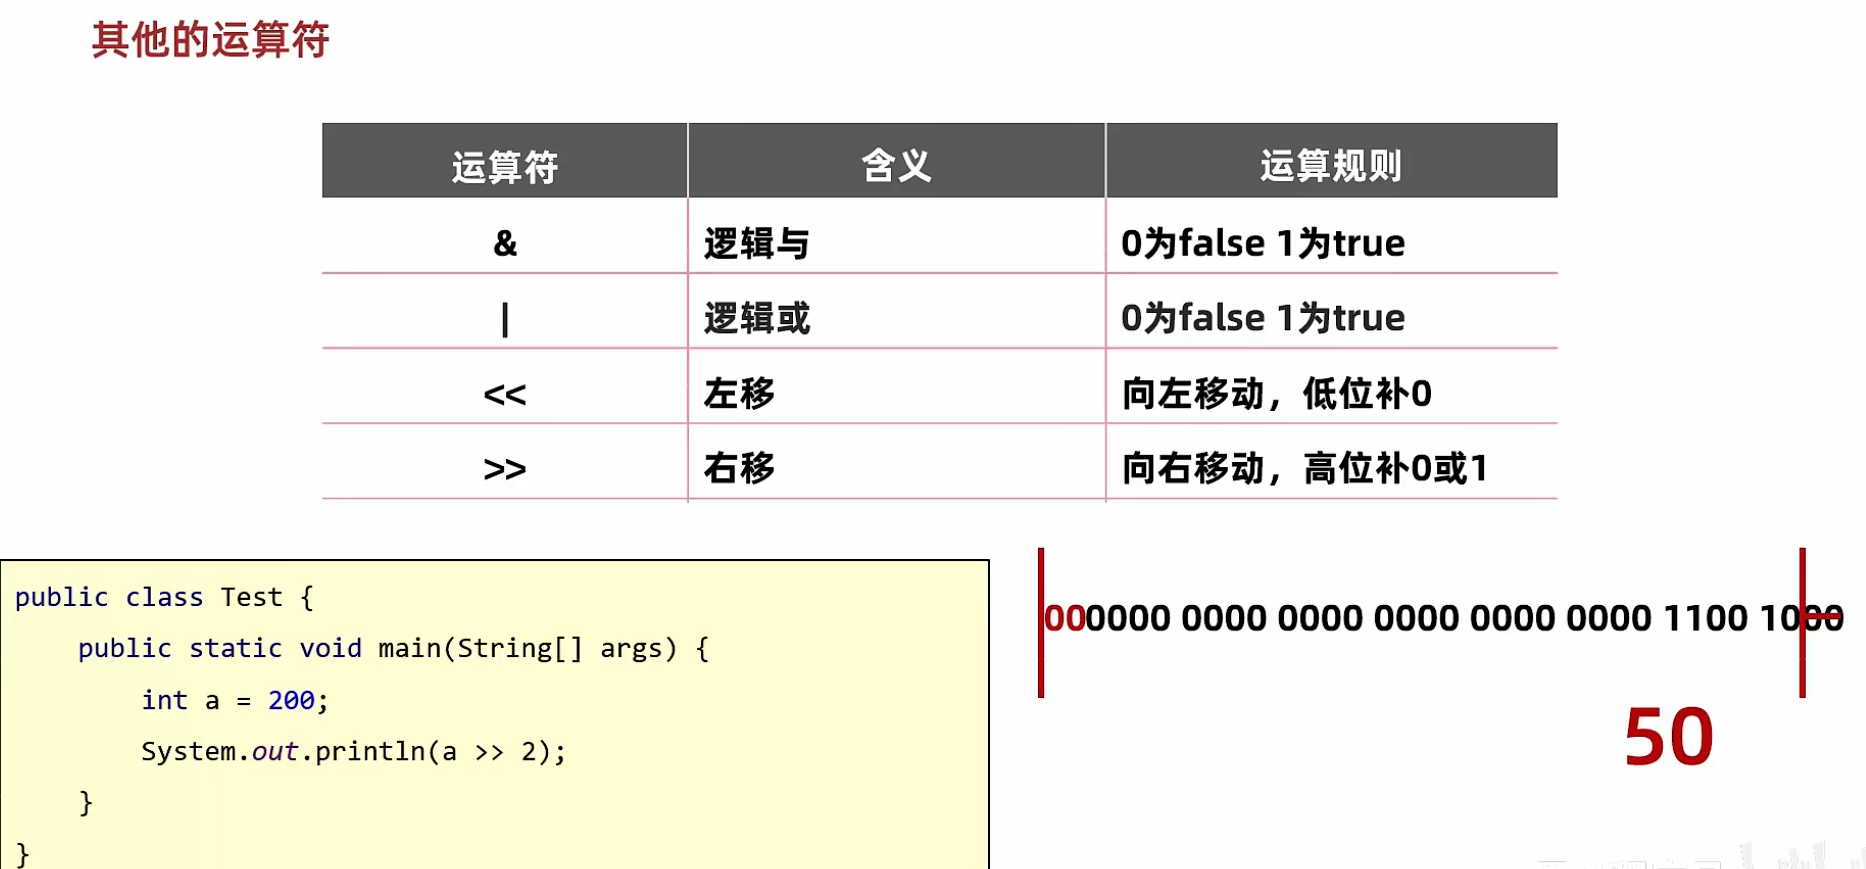 其他的运算符
运算符 含义 运算规则
& 逻辑与 0为false 1为true
| 逻辑或 0为false 1为true
<< 左移 向左移动，低位补0
>> 右移 向右移动，高位补0或1
public class Test {
    public static void main(String[] args) {
        int a = 200;
        System.out.println(a >> 2);
    }
}
000000 0000 0000 0000 0000 0000 1100 1000
50